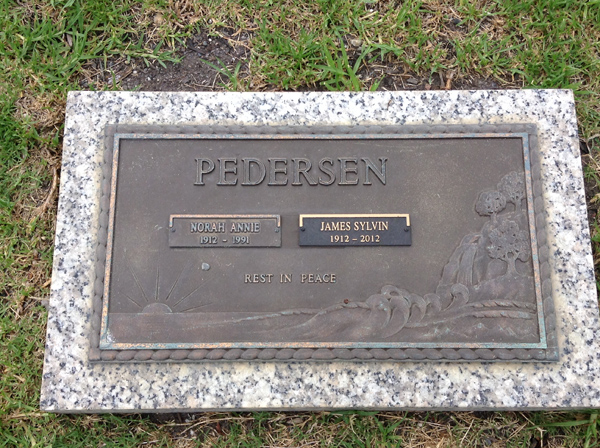 PEDERSEN
NORAH ANNIE
1912 - 1991
JAMES SYLVIN
1912 - 2012
REST IN PEACE